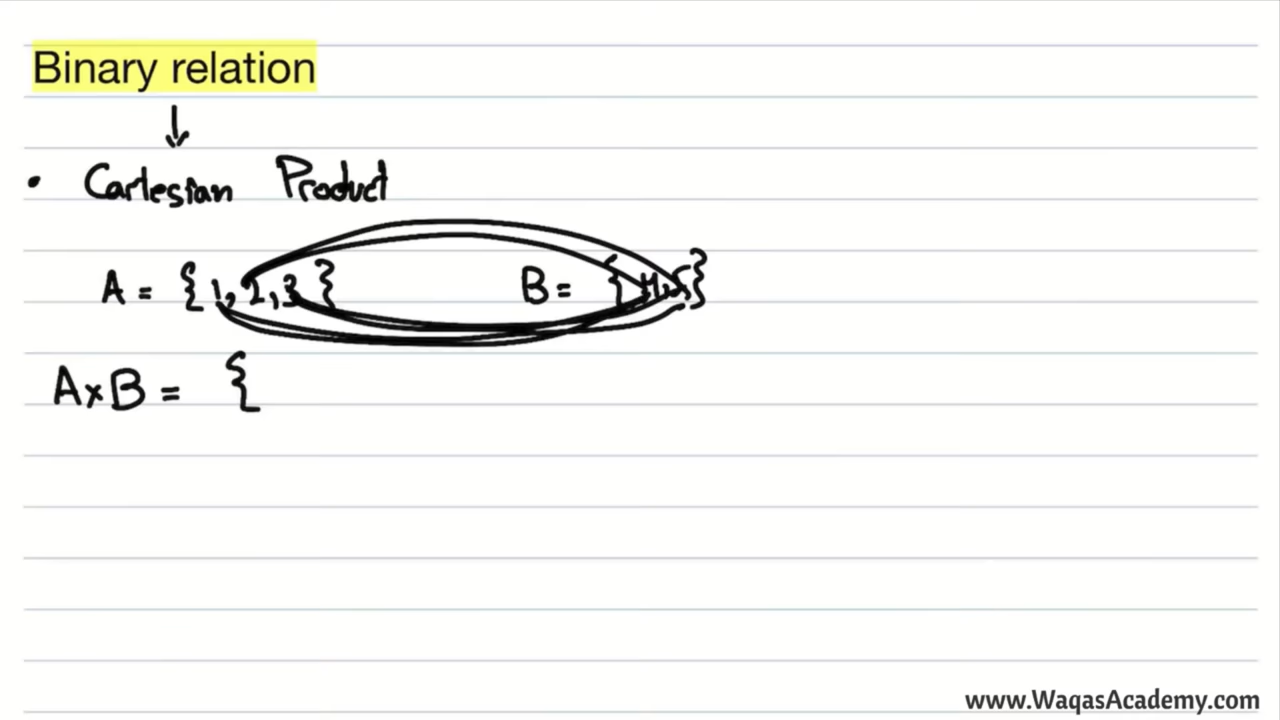 Binary relation
• Cartesian Product
A = { 1, 2, 3 } B = { 4, 5 }
A×B = {
www.WaqasAcademy.com